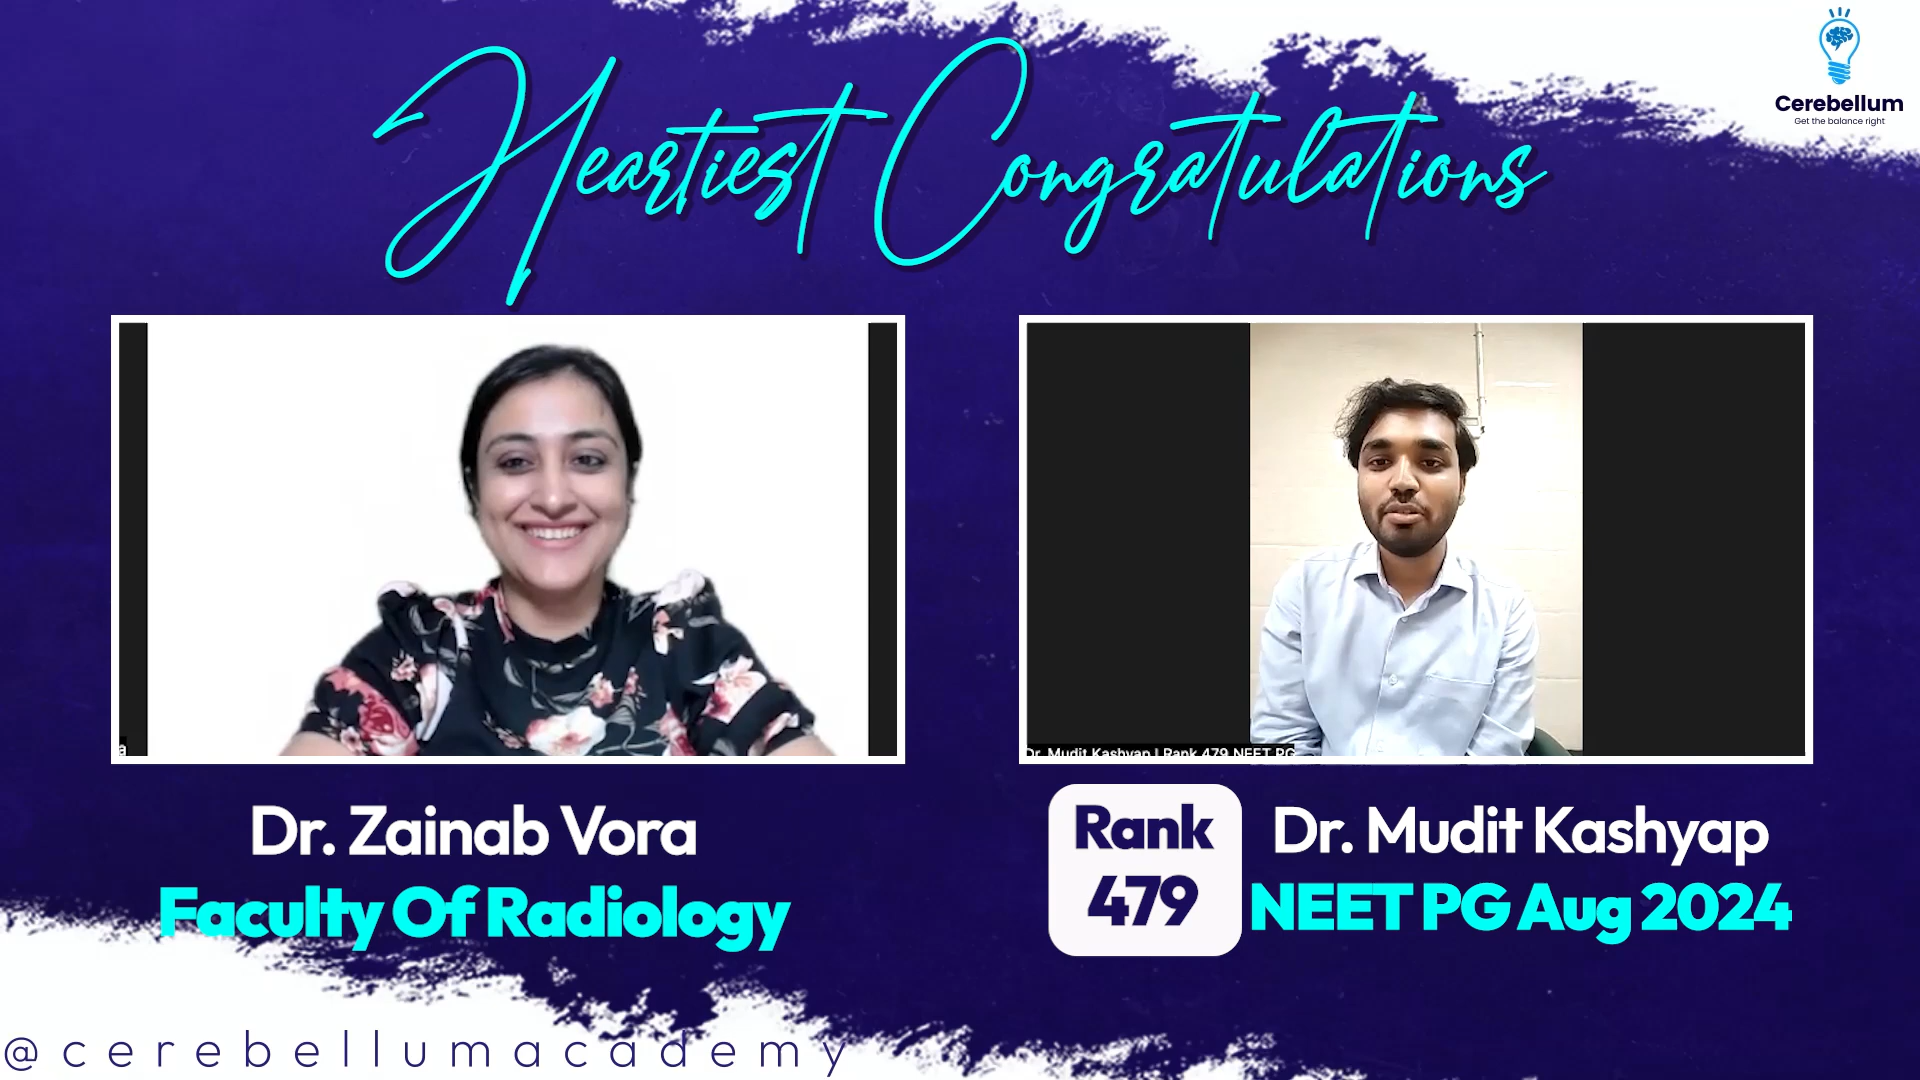 Heartiest Congratulations
Cerebellum
Get the balance right
a
Dr. Mudit Kashyap | Rank 479 NEET PG
Dr. Zainab Vora
Faculty Of Radiology
Rank
479
Dr. Mudit Kashyap
NEET PG Aug 2024
@cerebellumacademy